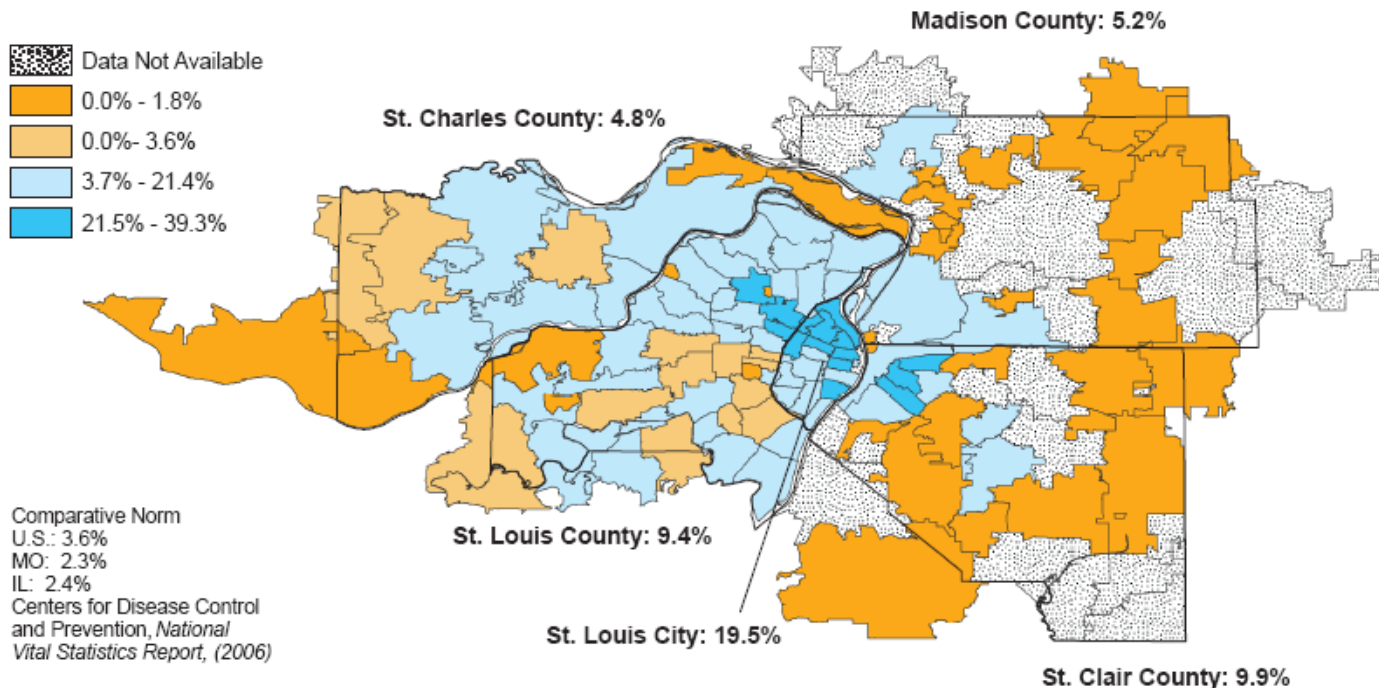 Madison County: 5.2%
Data Not Available
0.0% - 1.8%
0.0%- 3.6%
3.7% - 21.4%
21.5% - 39.3%
St. Charles County: 4.8%
Comparative Norm
U.S.: 3.6%
MO: 2.3%
IL: 2.4%
Centers for Disease Control
and Prevention, National
Vital Statistics Report, (2006)
St. Louis County: 9.4%
St. Louis City: 19.5%
St. Clair County: 9.9%